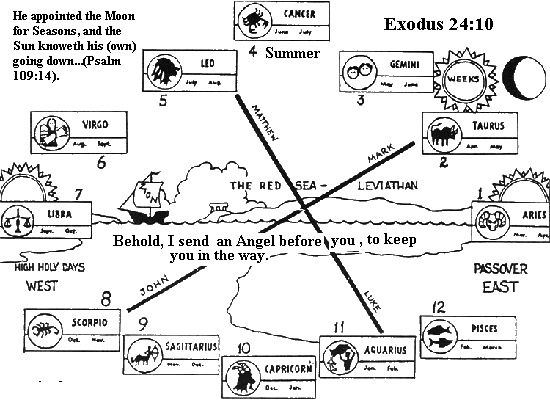 He appointed the Moon
for Seasons, and the
Sun knoweth his (own)
going down...(Psalm
109:14).
CANCER
June July
4 Summer
Exodus 24:10
LEO
July Aug.
5
GEMINI
May June
3
WEEKS
VIRGO
Aug. Sept.
6
MATTHEW
MARK
TAURUS
Apr. May
2
THE RED SEA - LEVIATHAN
ZION
7
LIBRA
Sept. Oct.
1
ARIES
Mar. Apr.
Behold, I send an Angel before you , to keep
you in the way.
HIGH HOLY DAYS
WEST
PASSOVER
EAST
JOHN
LUKE
8
SCORPIO
Oct. Nov.
9
SAGITTARIUS
Nov. Dec.
10
CAPRICORN
Dec. Jan.
11
AQUARIUS
Jan. Feb.
12
PISCES
Feb. March